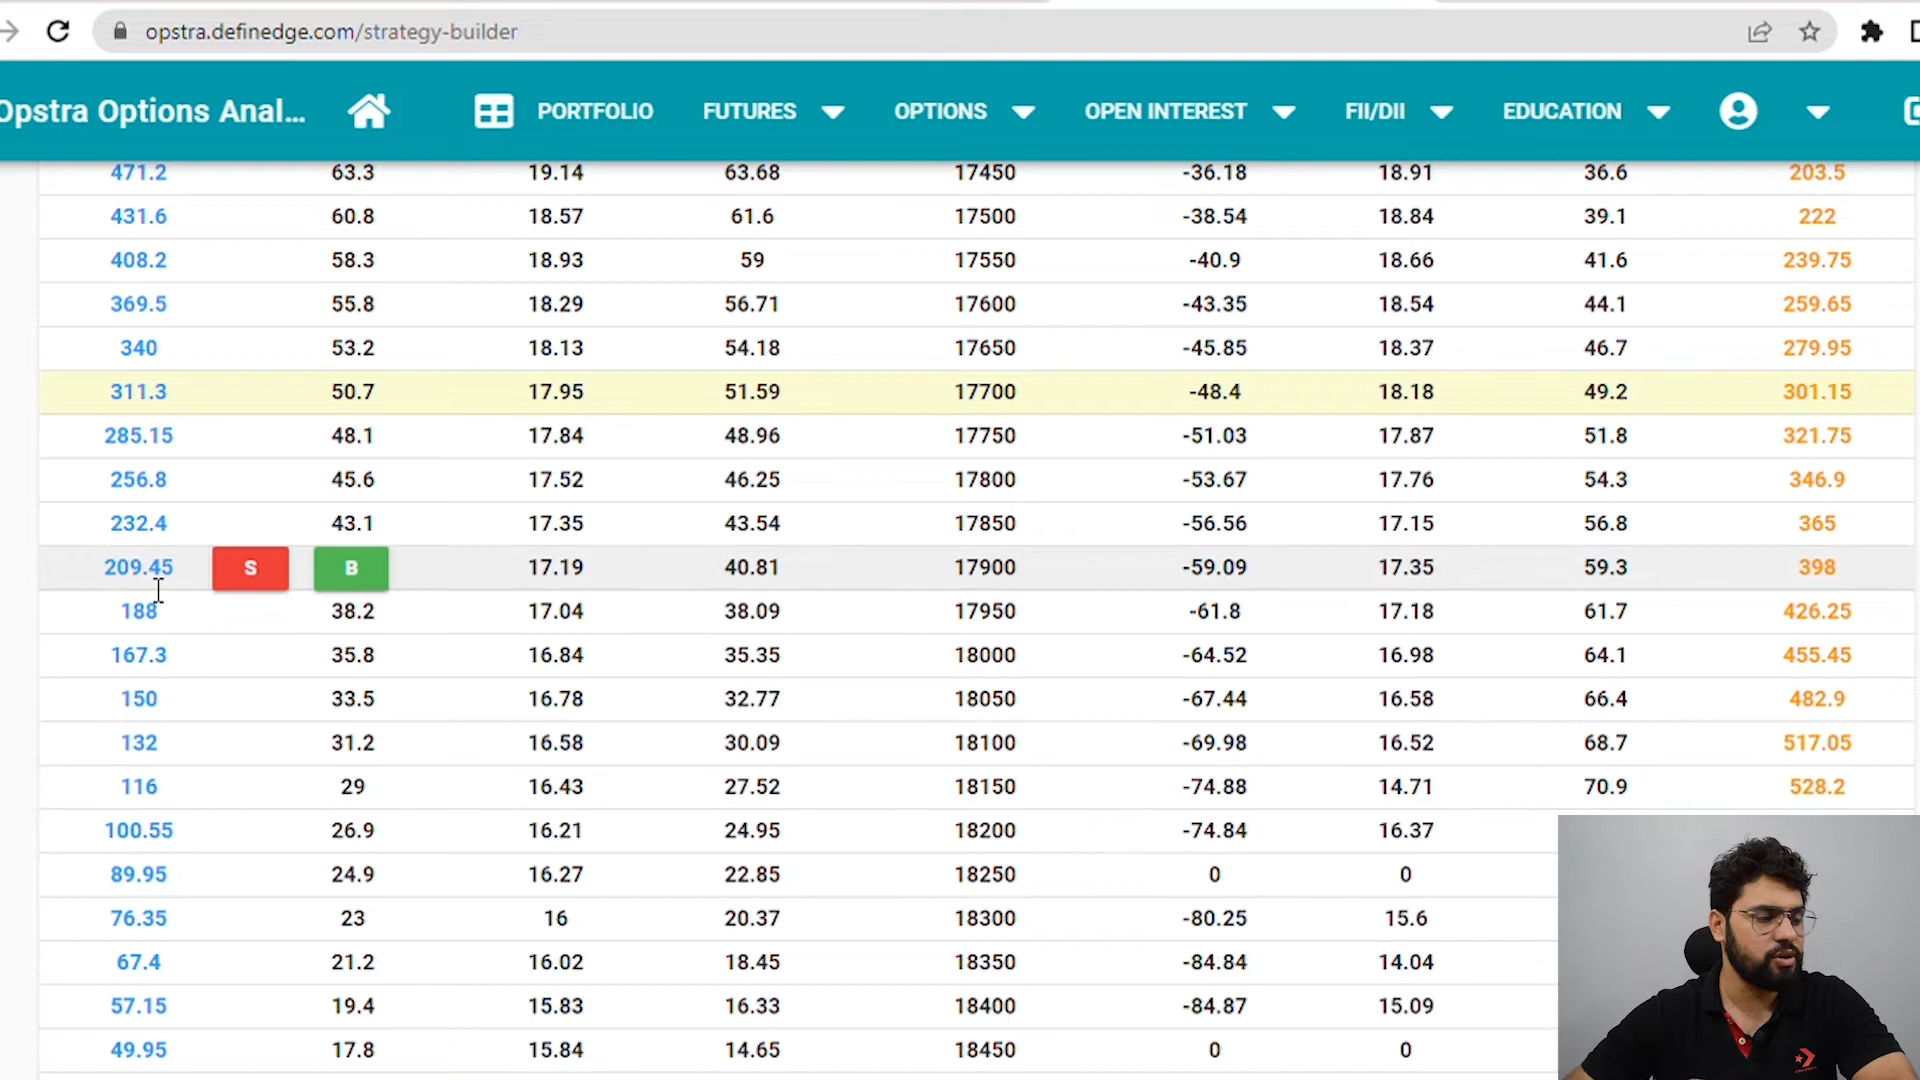 opstra.definedge.com/strategy-builder
Opstra Options Anal... PORTFOLIO FUTURES OPTIONS OPEN INTEREST FII/DII EDUCATION
471.2 63.3 19.14 63.68 17450 -36.18 18.91 36.6 203.5
431.6 60.8 18.57 61.6 17500 -38.54 18.84 39.1 222
408.2 58.3 18.93 59 17550 -40.9 18.66 41.6 239.75
369.5 55.8 18.29 56.71 17600 -43.35 18.54 44.1 259.65
340 53.2 18.13 54.18 17650 -45.85 18.37 46.7 279.95
311.3 50.7 17.95 51.59 17700 -48.4 18.18 49.2 301.15
285.15 48.1 17.84 48.96 17750 -51.03 17.87 51.8 321.75
256.8 45.6 17.52 46.25 17800 -53.67 17.76 54.3 346.9
232.4 43.1 17.35 43.54 17850 -56.56 17.15 56.8 365
209.45 S B 17.19 40.81 17900 -59.09 17.35 59.3 398
188 38.2 17.04 38.09 17950 -61.8 17.18 61.7 426.25
167.3 35.8 16.84 35.35 18000 -64.52 16.98 64.1 455.45
150 33.5 16.78 32.77 18050 -67.44 16.58 66.4 482.9
132 31.2 16.58 30.09 18100 -69.98 16.52 68.7 517.05
116 29 16.43 27.52 18150 -74.88 14.71 70.9 528.2
100.55 26.9 16.21 24.95 18200 -74.84 16.37
89.95 24.9 16.27 22.85 18250 0 0
76.35 23 16 20.37 18300 -80.25 15.6
67.4 21.2 16.02 18.45 18350 -84.84 14.04
57.15 19.4 15.83 16.33 18400 -84.87 15.09
49.95 17.8 15.84 14.65 18450 0 0